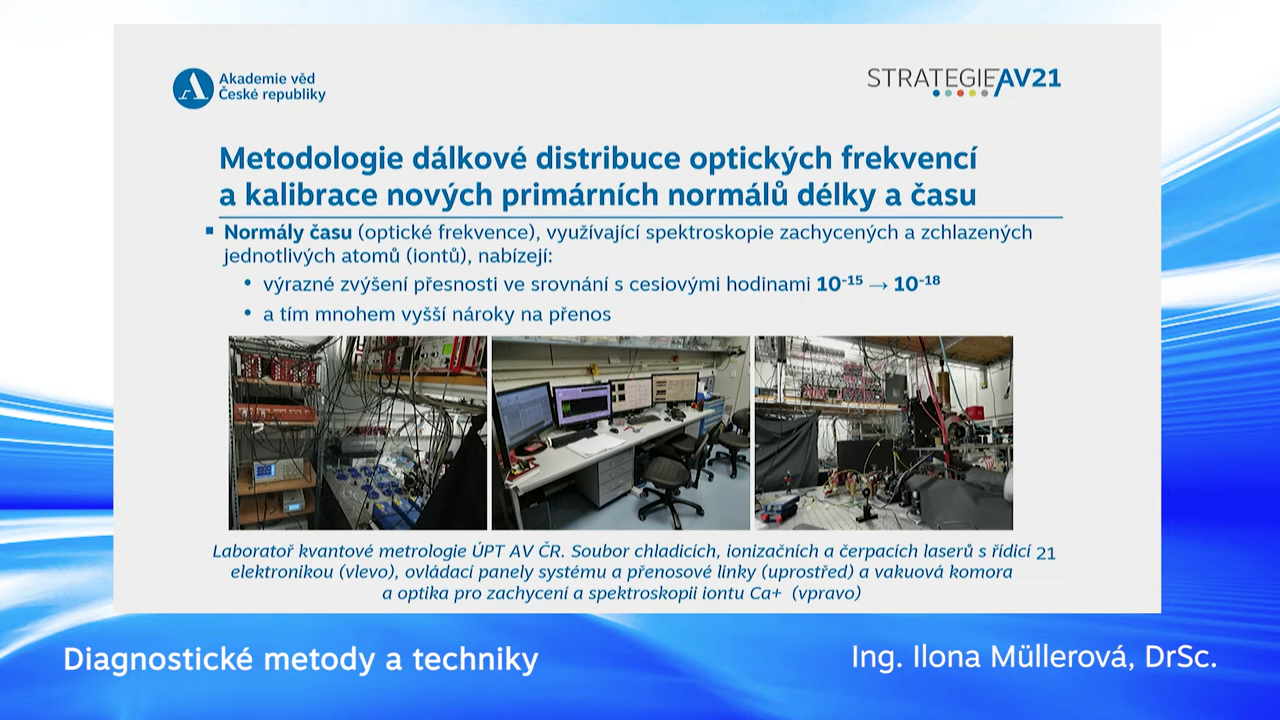 Akademie věd
České republiky
STRATEGIE AV21
Metodologie dálkové distribuce optických frekvencí
a kalibrace nových primárních normálů délky a času
Normály času (optické frekvence), využívající spektroskopie zachycených a zchlazených
jednotlivých atomů (iontů), nabízejí:
• výrazné zvýšení přesnosti ve srovnání s cesiovými hodinami 10⁻¹⁵ → 10⁻¹⁸
• a tím mnohem vyšší nároky na přenos
Laboratoř kvantové metrologie ÚPT AV ČR. Soubor chladicích, ionizačních a čerpacích laserů s řídicí 21
elektronikou (vlevo), ovládací panely systému a přenosové linky (uprostřed) a vakuová komora
a optika pro zachycení a spektroskopii iontu Ca+ (vpravo)
Diagnostické metody a techniky
Ing. Ilona Müllerová, DrSc.